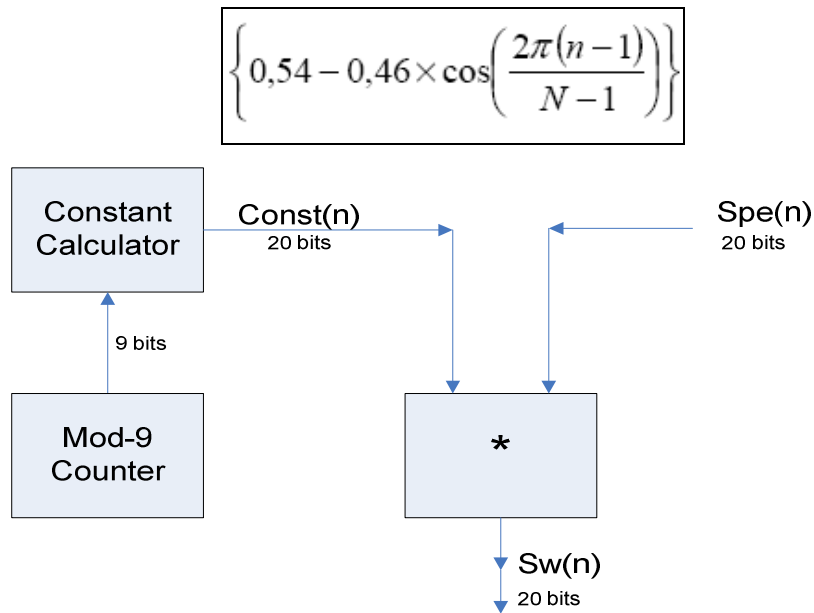 {0,54 − 0,46 × cos(2π(n − 1) / N − 1)}
Constant
Calculator
Const(n)
20 bits
Spe(n)
20 bits
9 bits
Mod-9
Counter
*
Sw(n)
20 bits